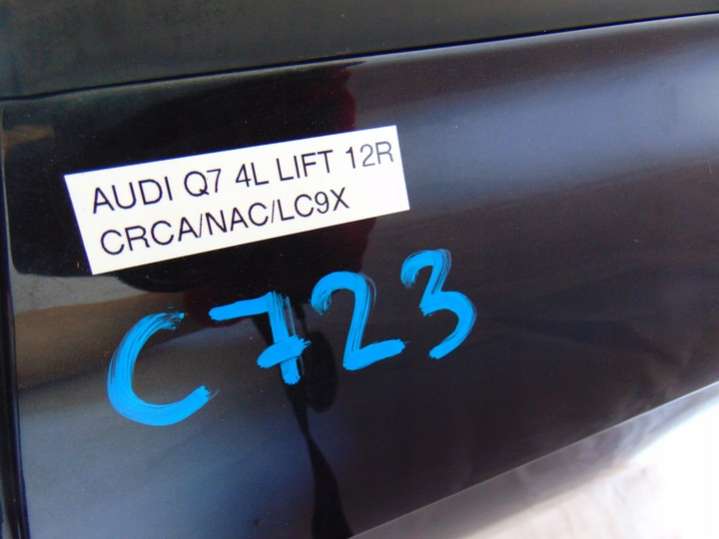 AUDI Q7 4L LIFT 12R
CRCA/NAC/LC9X
C723